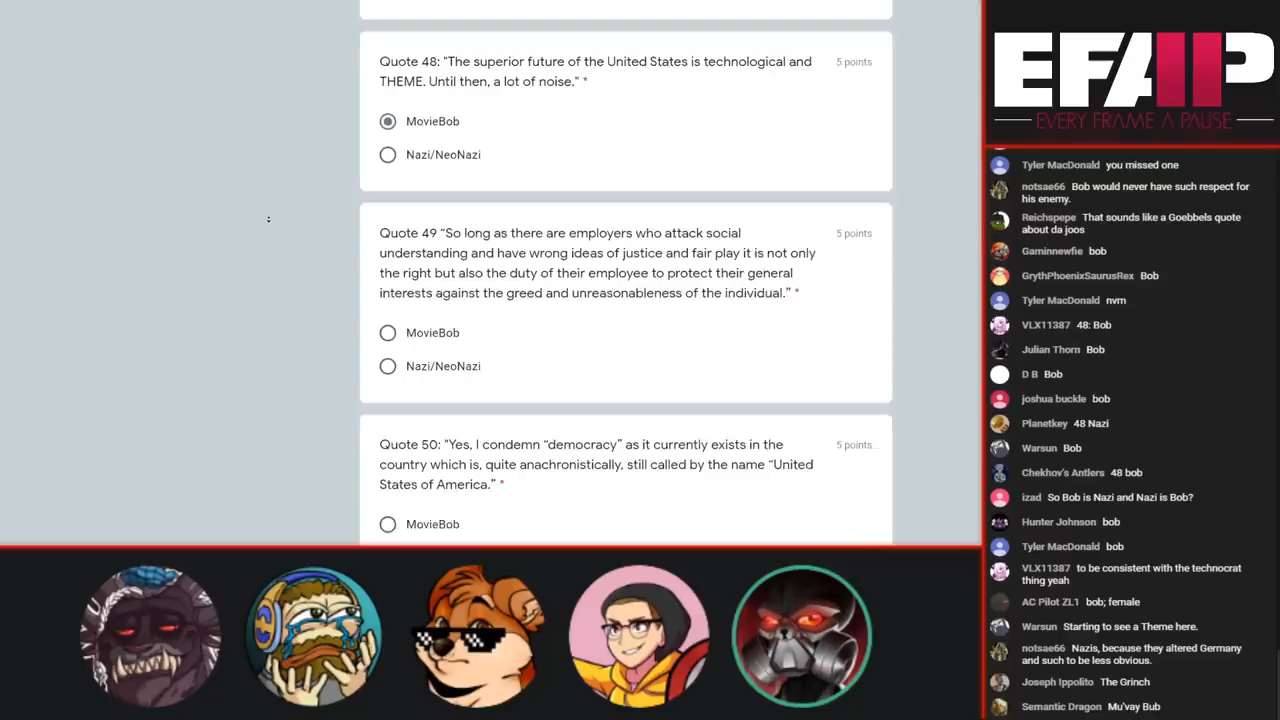 Quote 48: "The superior future of the United States is technological and
THEME. Until then, a lot of noise." *
5 points
MovieBob
Nazi/NeoNazi
Quote 49 “So long as there are employers who attack social
understanding and have wrong ideas of justice and fair play it is not only
the right but also the duty of their employee to protect their general
interests against the greed and unreasonableness of the individual.” *
5 points
MovieBob
Nazi/NeoNazi
Quote 50: "Yes, I condemn “democracy” as it currently exists in the
country which is, quite anachronistically, still called by the name “United
States of America.” *
5 points
MovieBob
EFAP
EVERY FRAME A PAUSE
Tyler MacDonald you missed one
notsae66 Bob would never have such respect for
his enemy.
Reichspepe That sounds like a Goebbels quote
about da joos
Gaminnewfie bob
GrythPhoenixSaurusRex Bob
Tyler MacDonald nvm
VLX11387 48: Bob
Julian Thorn Bob
D B Bob
joshua buckle bob
Planetkey 48 Nazi
Warsun Bob
Chekhov's Antlers 48 bob
izad So Bob is Nazi and Nazi is Bob?
Hunter Johnson bob
Tyler MacDonald bob
VLX11387 to be consistent with the technocrat
thing yeah
AC Pilot ZL1 bob; female
Warsun Starting to see a Theme here.
notsae66 Nazis, because they altered Germany
and such to be less obvious.
Joseph Ippolito The Grinch
Semantic Dragon Mu'vay Bub